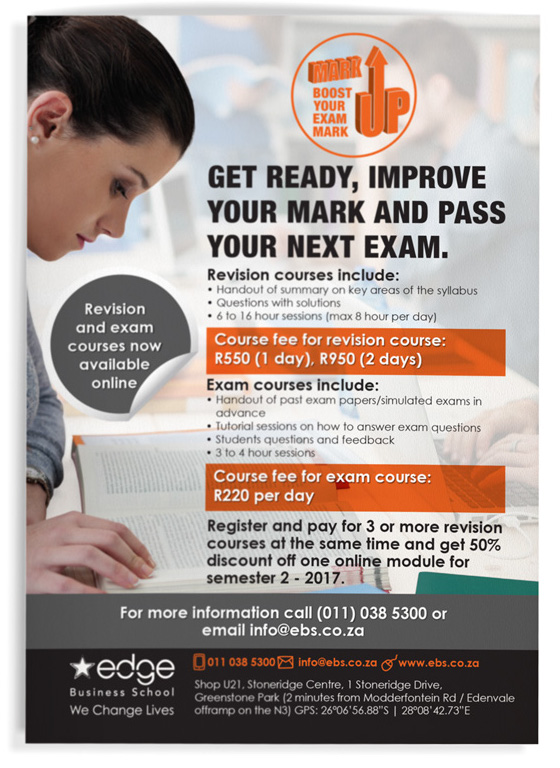 MARK
UP
BOOST
YOUR
EXAM
MARK
GET READY, IMPROVE
YOUR MARK AND PASS
YOUR NEXT EXAM.
Revision courses include:
• Handout of summary on key areas of the syllabus
• Questions with solutions
• 6 to 16 hour sessions (max 8 hour per day)
Revision
and exam
courses now
available
online
Course fee for revision course:
R550 (1 day), R950 (2 days)
Exam courses include:
• Handout of past exam papers/simulated exams in
advance
• Tutorial sessions on how to answer exam questions
• Students questions and feedback
• 3 to 4 hour sessions
Course fee for exam course:
R220 per day
Register and pay for 3 or more revision
courses at the same time and get 50%
discount off one online module for
semester 2 - 2017.
For more information call (011) 038 5300 or
email info@ebs.co.za
edge
Business School
We Change Lives
011 038 5300 info@ebs.co.za www.ebs.co.za
Shop U21, Stoneridge Centre, 1 Stoneridge Drive,
Greenstone Park (2 minutes from Modderfontein Rd / Edenvale
offramp on the N3) GPS: 26º06'56.88"S | 28º08'42.73"E